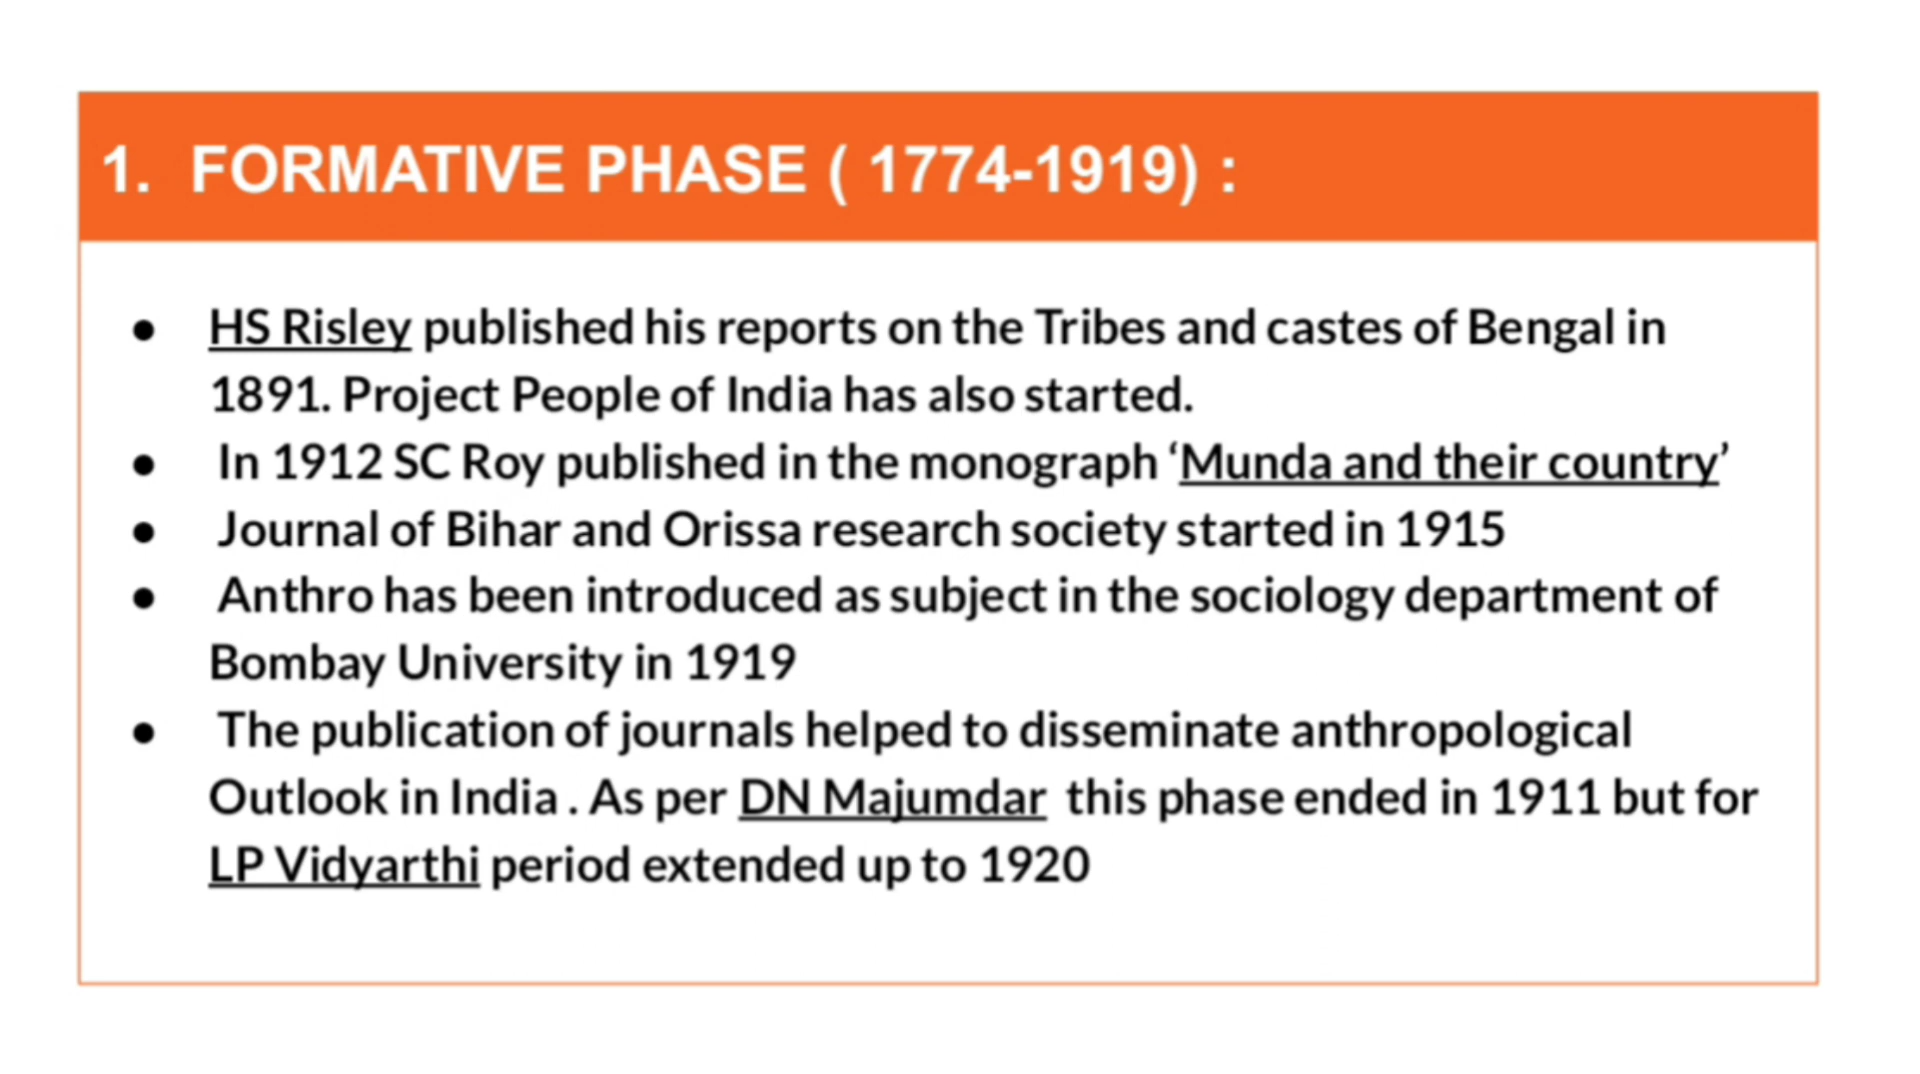 1. FORMATIVE PHASE ( 1774-1919) :
● HS Risley published his reports on the Tribes and castes of Bengal in
1891. Project People of India has also started.
● In 1912 SC Roy published in the monograph ‘Munda and their country’
● Journal of Bihar and Orissa research society started in 1915
● Anthro has been introduced as subject in the sociology department of
Bombay University in 1919
● The publication of journals helped to disseminate anthropological
Outlook in India . As per DN Majumdar this phase ended in 1911 but for
LP Vidyarthi period extended up to 1920